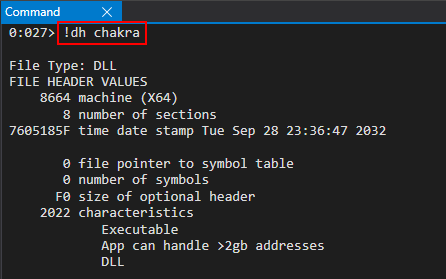 Command
0:027> !dh chakra
File Type: DLL
FILE HEADER VALUES
8664 machine (X64)
8 number of sections
7605185F time date stamp Tue Sep 28 23:36:47 2032
0 file pointer to symbol table
0 number of symbols
F0 size of optional header
2022 characteristics
Executable
App can handle >2gb addresses
DLL